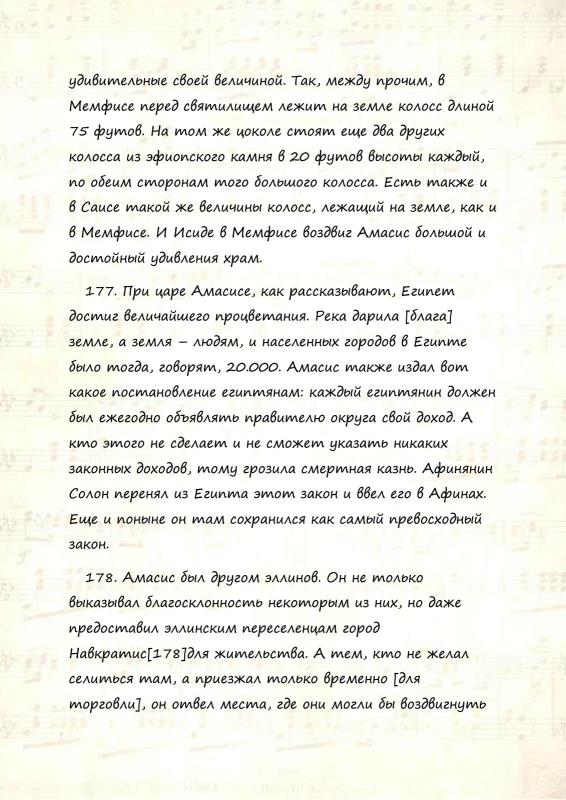 удивительные своей величиной. Так, между прочим, в
Мемфисе перед святилищем лежит на земле колосс длиной
75 футов. На том же цоколе стоят еще два других
колосса из эфиопского камня в 20 футов высоты каждый,
по обеим сторонам того большого колосса. Есть также и
в Саисе такой же величины колосс, лежащий на земле, как и
в Мемфисе. И Исиде в Мемфисе воздвиг Амасис большой и
достойный удивления храм.
177. При царе Амасисе, как рассказывают, Египет
достиг величайшего процветания. Река дарила [блага]
земле, а земля – людям, и населенных городов в Египте
было тогда, говорят, 20.000. Амасис также издал вот
какое постановление египтянам: каждый египтянин должен
был ежегодно объявлять правителю округа свой доход. А
кто этого не сделает и не сможет указать никаких
законных доходов, тому грозила смертная казнь. Афинянин
Солон перенял из Египта этот закон и ввел его в Афинах.
Еще и поныне он там сохранился как самый превосходный
закон.
178. Амасис был другом эллинов. Он не только
выказывал благосклонность некоторым из них, но даже
предоставил эллинским переселенцам город
Навкратис[178]для жительства. А тем, кто не желал
селиться там, а приезжал только временно [для
торговли], он отвел места, где они могли бы воздвигнуть